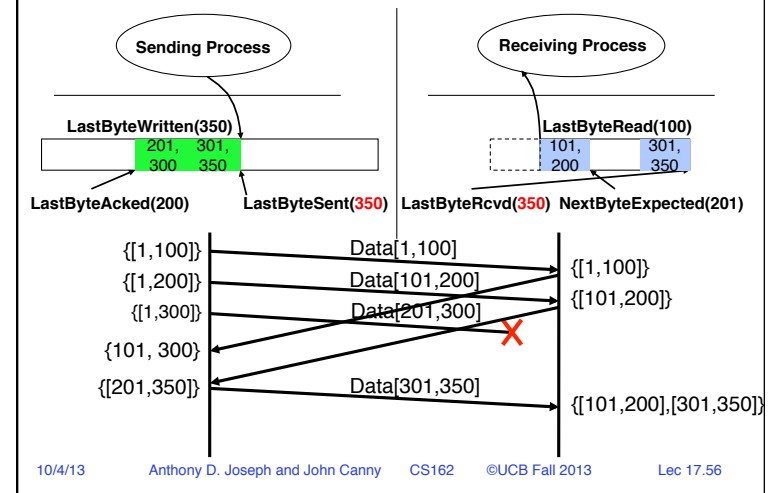 Sending Process
Receiving Process
LastByteWritten(350)
LastByteRead(100)
201, 301,
300 350
101, 301,
200 350
LastByteAcked(200)
LastByteSent(350)
LastByteRcvd(350)
NextByteExpected(201)
{[1,100]}
Data[1,100]
{[1,100]}
{[1,200]}
Data[101,200]
{[101,200]}
{[1,300]}
Data[201,300]
{101, 300}
{[201,350]}
Data[301,350]
{[101,200],[301,350]}
10/4/13 Anthony D. Joseph and John Canny CS162 ©UCB Fall 2013 Lec 17.56